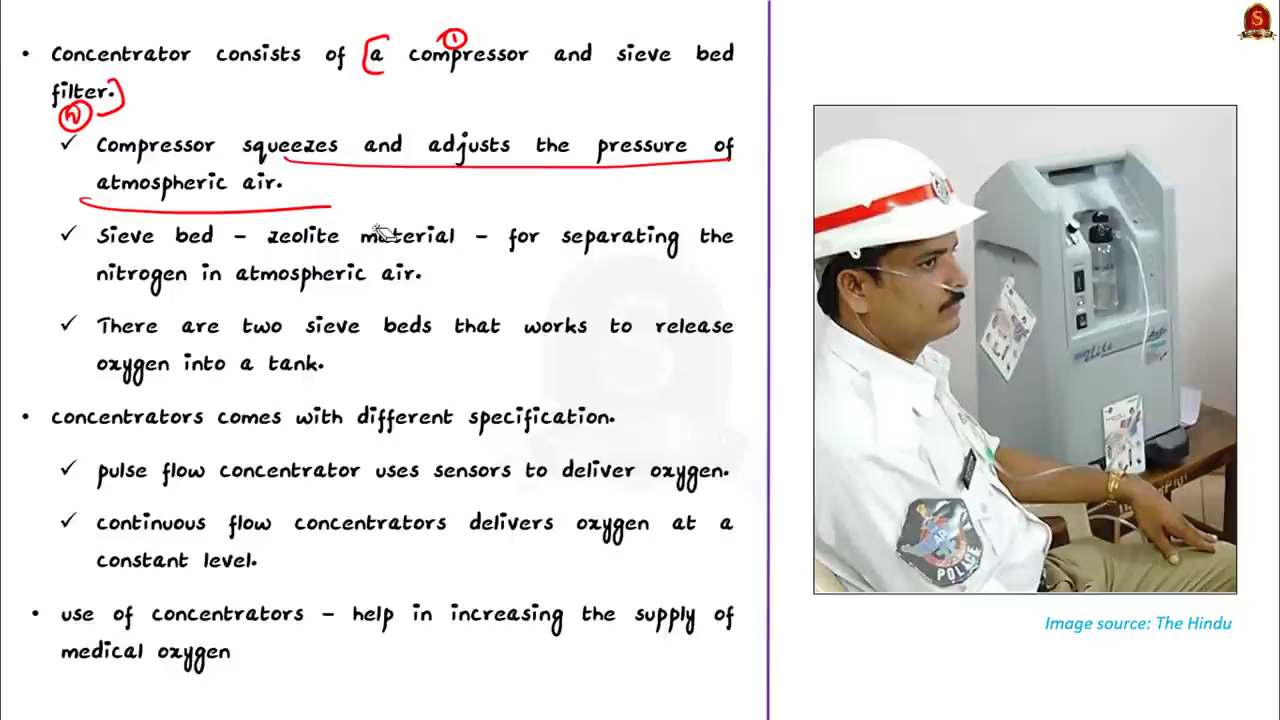 • Concentrator consists of a compressor and sieve bed
filter.
✓ Compressor squeezes and adjusts the pressure of
atmospheric air.
✓ Sieve bed – zeolite material – for separating the
nitrogen in atmospheric air.
✓ There are two sieve beds that works to release
oxygen into a tank.
• concentrators comes with different specification.
✓ pulse flow concentrator uses sensors to deliver oxygen.
✓ continuous flow concentrators delivers oxygen at a
constant level.
• use of concentrators – help in increasing the supply of
medical oxygen
S
1
elite
POLICE
Image source: The Hindu